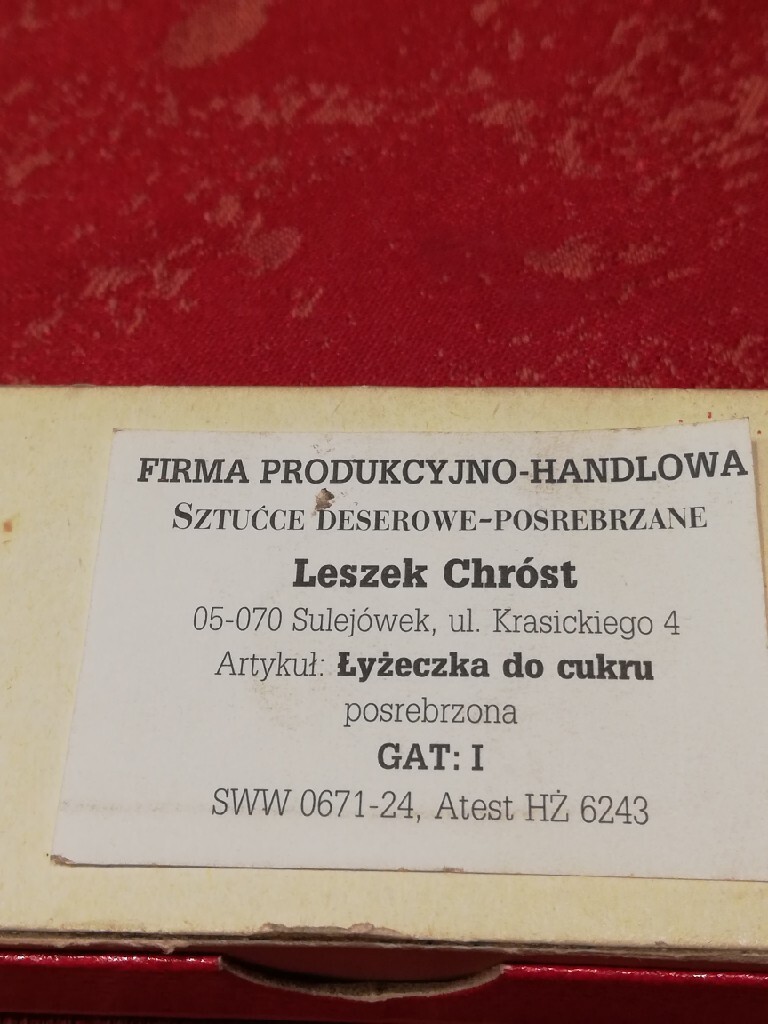 FIRMA PRODUKCYJNO-HANDLOWA
SZTUĆCE DESEROWE-POSREBRZANE
Leszek Chróst
05-070 Sulejówek, ul. Krasickiego 4
Artykuł: Łyżeczka do cukru
posrebrzona
GAT: I
SWW 0671-24, Atest HŻ 6243